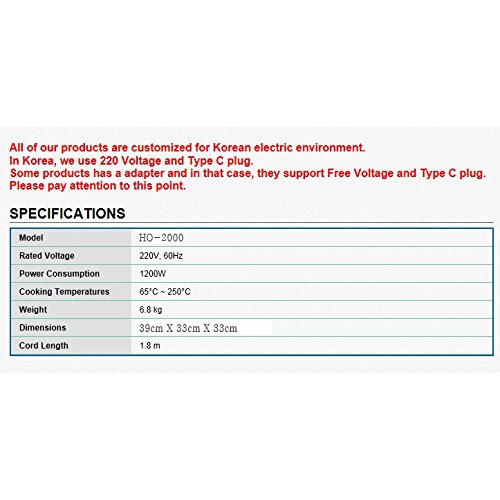 All of our products are customized for Korean electric environment.
In Korea, we use 220 Voltage and Type C plug.
Some products has a adapter and in that case, they support Free Voltage and Type C plug.
Please pay attention to this point.
SPECIFICATIONS
Model HO-2000
Rated Voltage 220V, 60Hz
Power Consumption 1200W
Cooking Temperatures 65°C ~ 250°C
Weight 6.8 kg
Dimensions 39cm X 33cm X 33cm
Cord Length 1.8 m